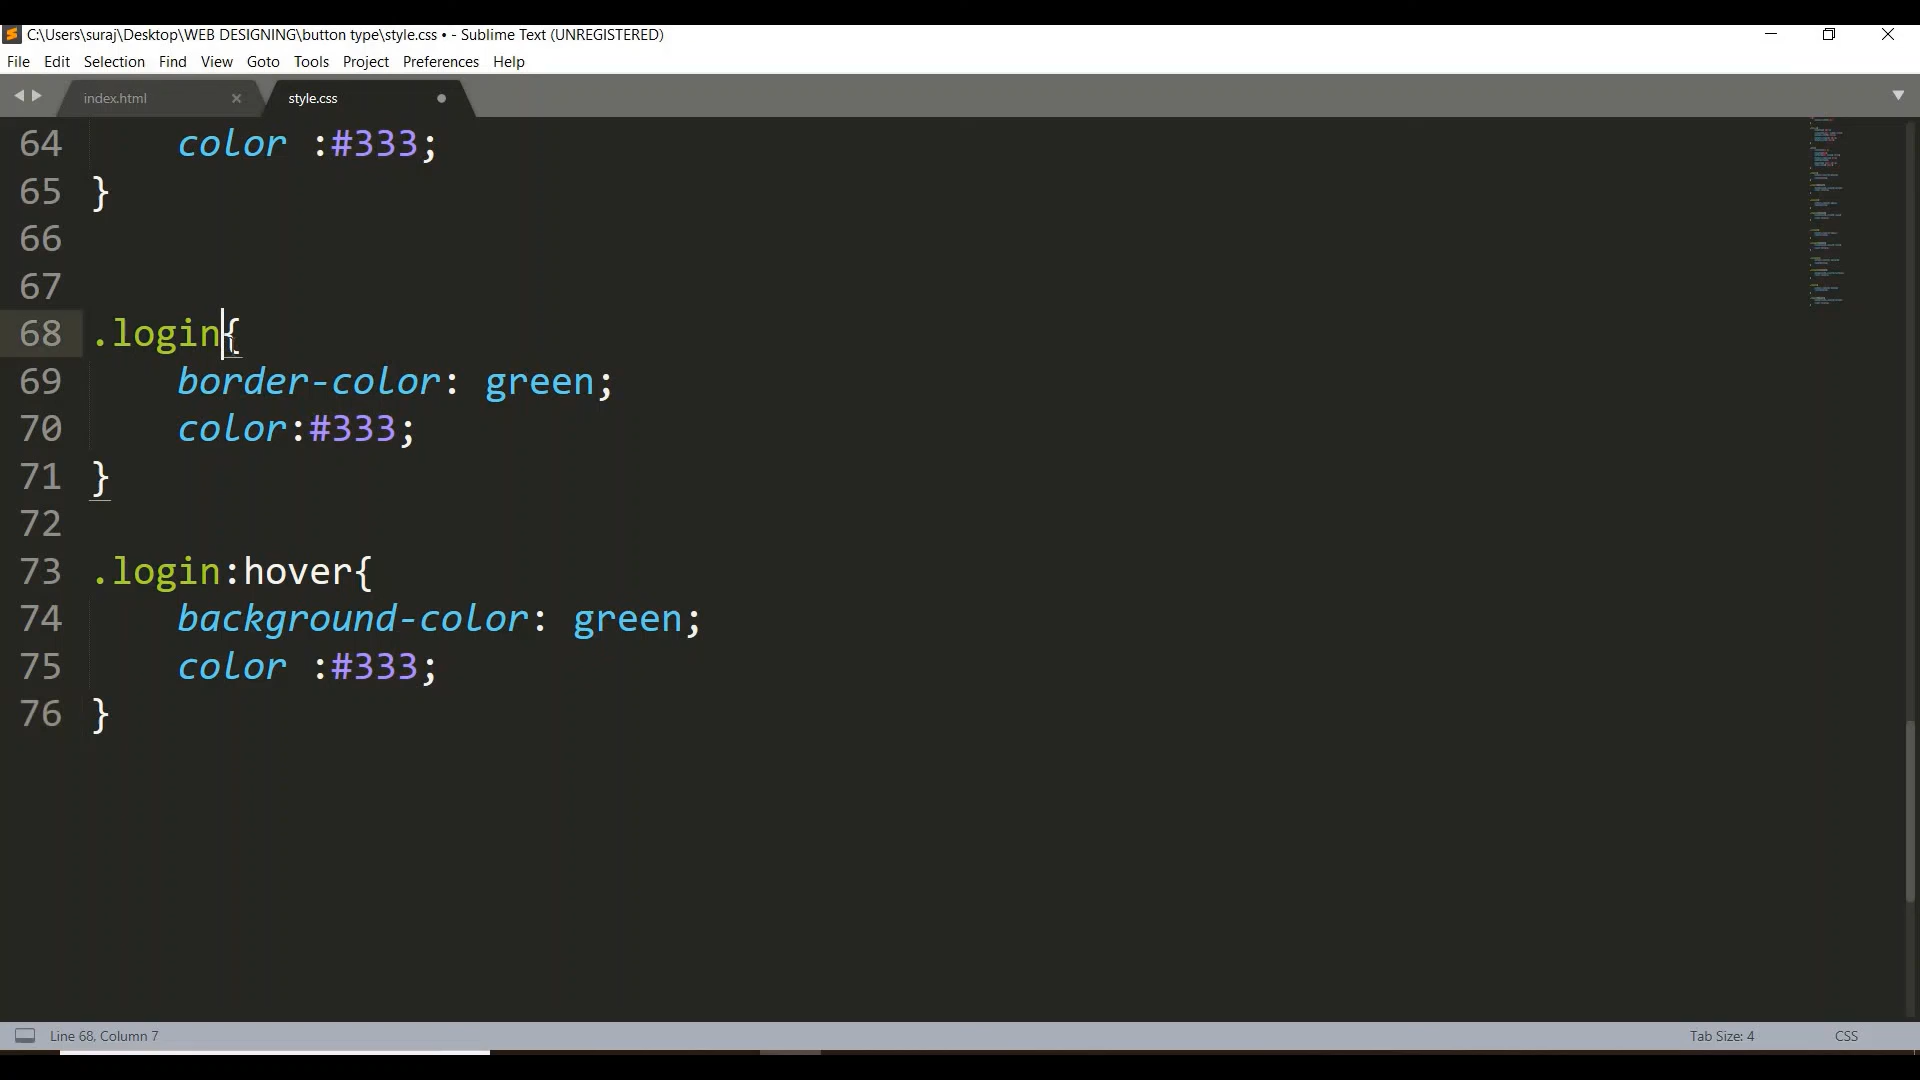 C:\Users\suraj\Desktop\WEB DESIGNING\button type\style.css • - Sublime Text (UNREGISTERED)
File Edit Selection Find View Goto Tools Project Preferences Help
index.html style.css
64 color :#333;
65 }
66
67
68 .login{
69 border-color: green;
70 color:#333;
71 }
72
73 .login:hover{
74 background-color: green;
75 color :#333;
76 }
Line 68, Column 7 Tab Size: 4 CSS